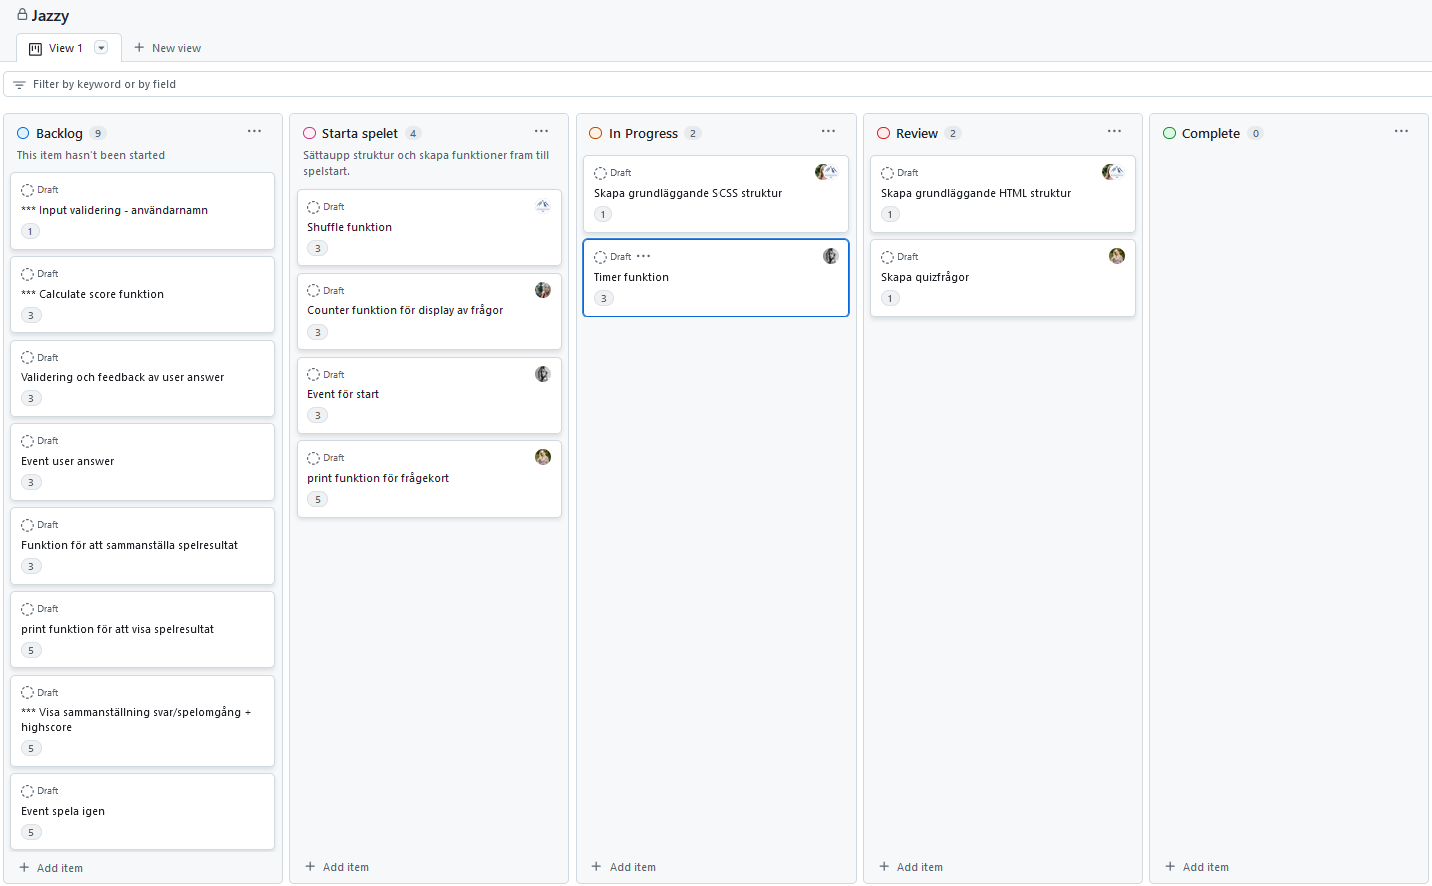 Jazzy
View 1
New view
Filter by keyword or by field
Backlog 9
This item hasn't been started
Draft
*** Input validering - användarnamn
1
Draft
*** Calculate score funktion
3
Draft
Validering och feedback av user answer
3
Draft
Event user answer
3
Draft
Funktion för att sammanställa spelresultat
3
Draft
print funktion för att visa spelresultat
5
Draft
*** Visa sammanställning svar/spelomgång +
highscore
5
Draft
Event spela igen
5
Add item
Starta spelet 4
Sättaupp struktur och skapa funktioner fram till
spelstart.
Draft
Shuffle funktion
3
Draft
Counter funktion för display av frågor
3
Draft
Event för start
3
Draft
print funktion för frågekort
5
Add item
In Progress 2
Draft
Skapa grundläggande SCSS struktur
1
Draft
Timer funktion
3
Add item
Review 2
Draft
Skapa grundläggande HTML struktur
1
Draft
Skapa quizfrågor
1
Add item
Complete 0
Add item